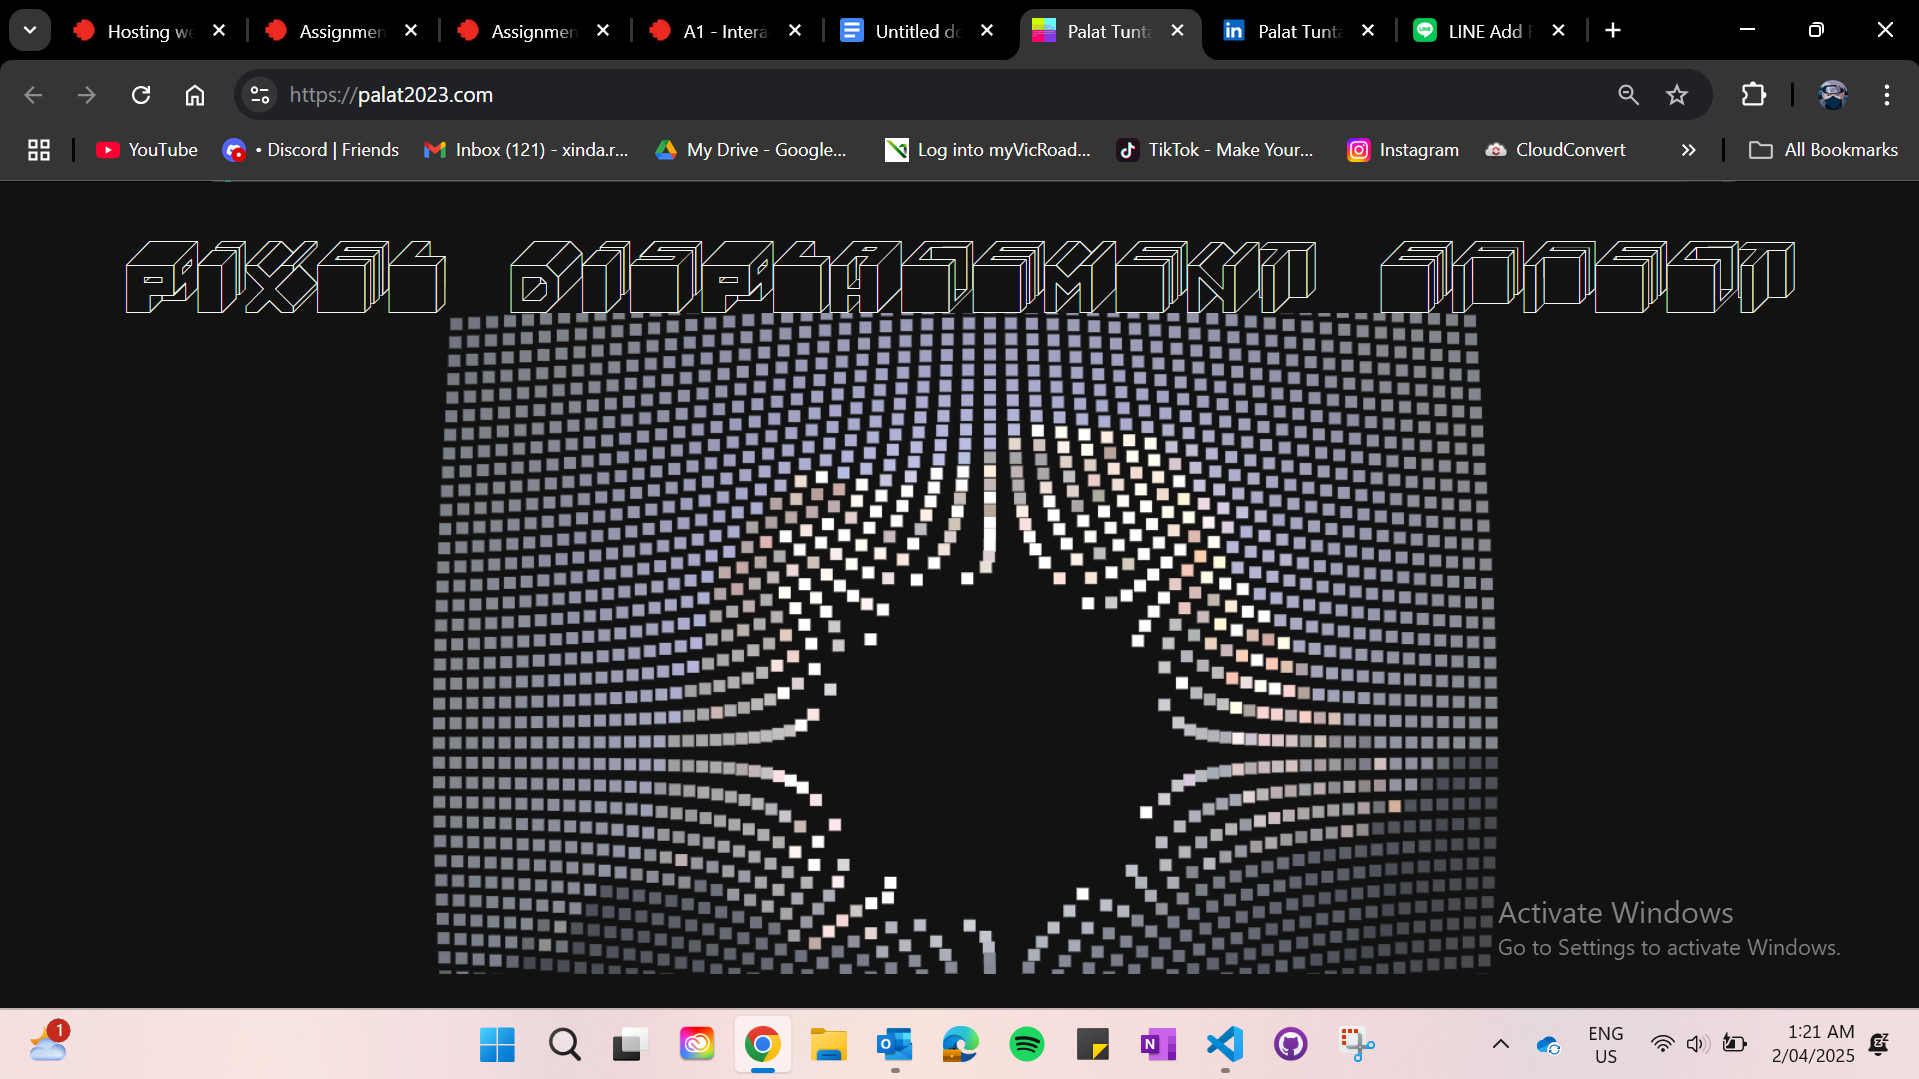 Hosting we
Assignmen
Assignmen
A1 - Intera
Untitled do
Palat Tunta
Palat Tunta
LINE Add F
https://palat2023.com
YouTube
• Discord | Friends
Inbox (121) - xinda.r...
My Drive - Google...
Log into myVicRoad...
TikTok - Make Your...
Instagram
CloudConvert
All Bookmarks
PIXEL DISPLACEMENT EFFECT
Activate Windows
Go to Settings to activate Windows.
1
ENG
US
1:21 AM
2/04/2025